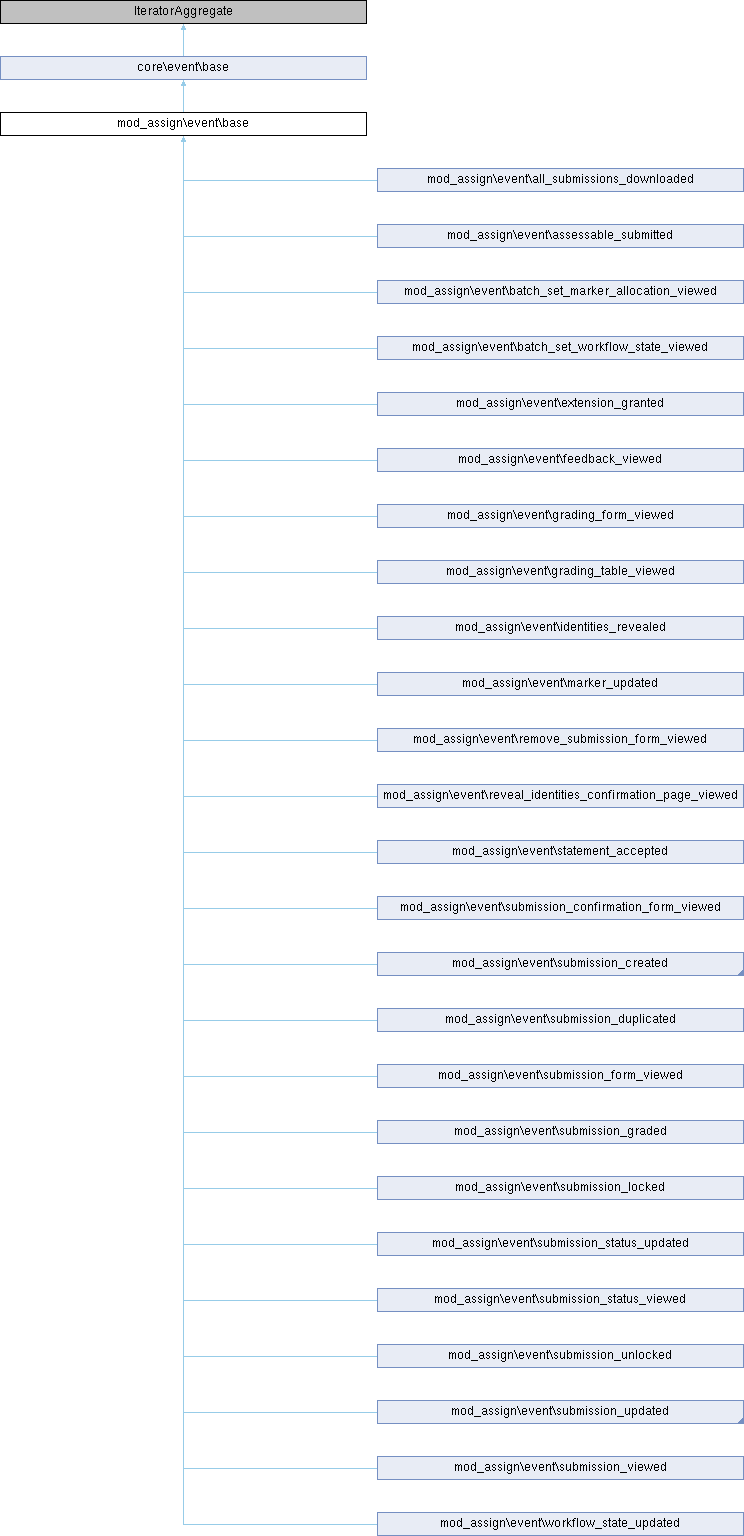 IteratorAggregate
core\event\base
mod_assign\event\base
mod_assign\event\all_submissions_downloaded
mod_assign\event\assessable_submitted
mod_assign\event\batch_set_marker_allocation_viewed
mod_assign\event\batch_set_workflow_state_viewed
mod_assign\event\extension_granted
mod_assign\event\feedback_viewed
mod_assign\event\grading_form_viewed
mod_assign\event\grading_table_viewed
mod_assign\event\identities_revealed
mod_assign\event\marker_updated
mod_assign\event\remove_submission_form_viewed
mod_assign\event\reveal_identities_confirmation_page_viewed
mod_assign\event\statement_accepted
mod_assign\event\submission_confirmation_form_viewed
mod_assign\event\submission_created
mod_assign\event\submission_duplicated
mod_assign\event\submission_form_viewed
mod_assign\event\submission_graded
mod_assign\event\submission_locked
mod_assign\event\submission_status_updated
mod_assign\event\submission_status_viewed
mod_assign\event\submission_unlocked
mod_assign\event\submission_updated
mod_assign\event\submission_viewed
mod_assign\event\workflow_state_updated